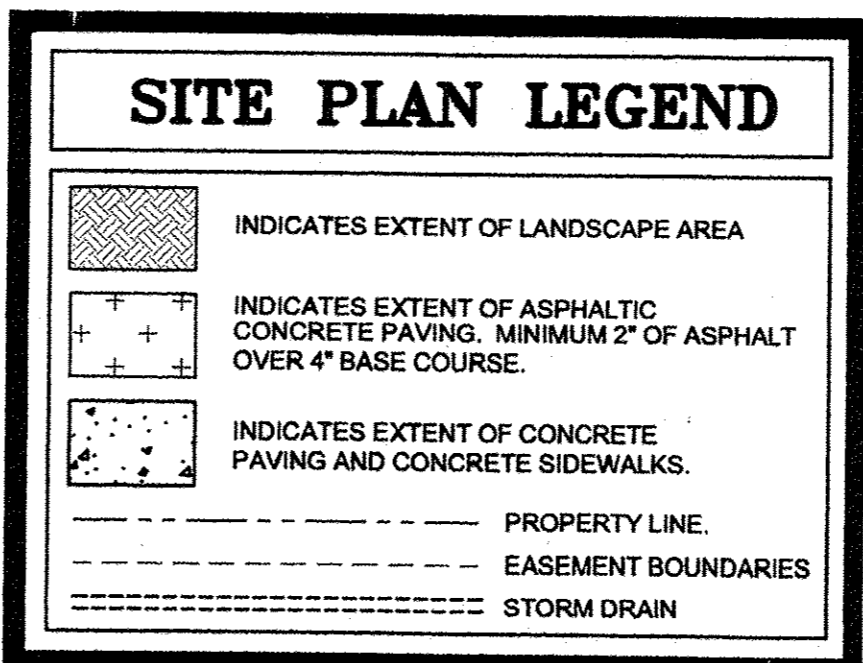 SITE PLAN LEGEND
INDICATES EXTENT OF LANDSCAPE AREA
INDICATES EXTENT OF ASPHALTIC
CONCRETE PAVING. MINIMUM 2" OF ASPHALT
OVER 4" BASE COURSE.
INDICATES EXTENT OF CONCRETE
PAVING AND CONCRETE SIDEWALKS.
PROPERTY LINE.
EASEMENT BOUNDARIES
STORM DRAIN